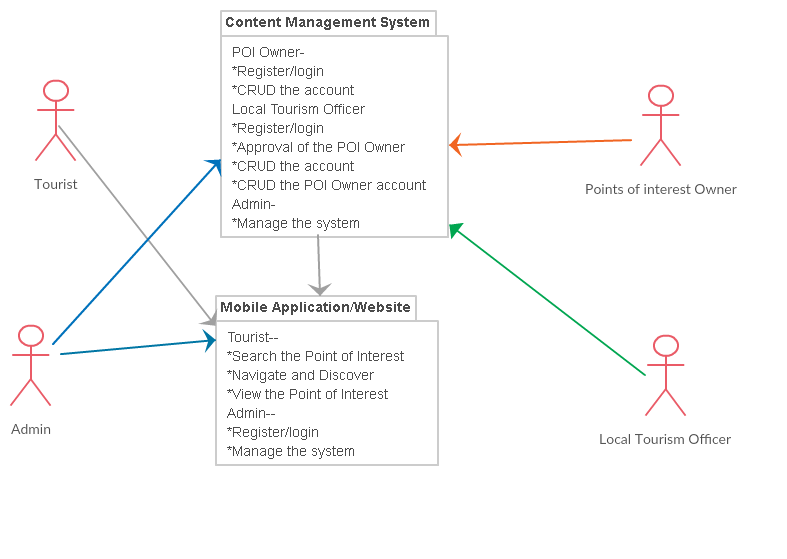 Content Management System
POI Owner-
*Register/login
*CRUD the account
Local Tourism Officer
*Register/login
*Approval of the POI Owner
*CRUD the account
*CRUD the POI Owner account
Admin-
*Manage the system
Tourist
Points of interest Owner
Mobile Application/Website
Tourist--
*Search the Point of Interest
*Navigate and Discover
*View the Point of Interest
Admin--
*Register/login
*Manage the system
Admin
Local Tourism Officer